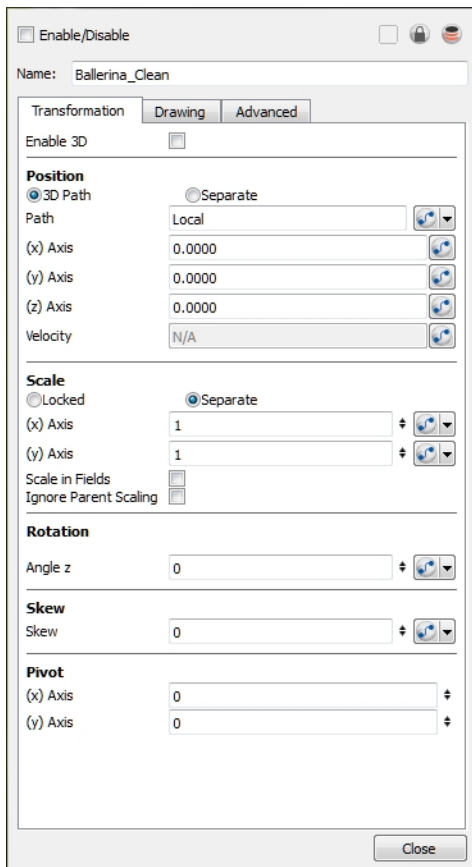 Enable/Disable
Name: Ballerina_Clean
Transformation Drawing Advanced
Enable 3D
Position
3D Path Separate
Path Local
(x) Axis 0.0000
(y) Axis 0.0000
(z) Axis 0.0000
Velocity N/A
Scale
Locked Separate
(x) Axis 1
(y) Axis 1
Scale in Fields
Ignore Parent Scaling
Rotation
Angle z 0
Skew
Skew 0
Pivot
(x) Axis 0
(y) Axis 0
Close